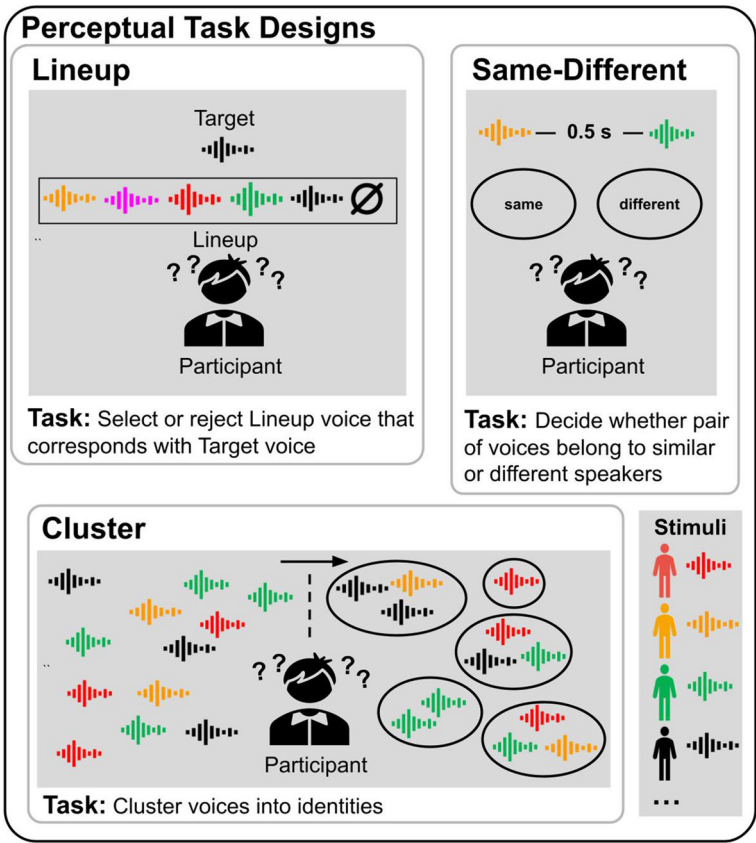 Perceptual Task Designs
Lineup
Target
Ø
Lineup
``
? ? ? ?
Participant
Task: Select or reject Lineup voice that
corresponds with Target voice
Same-Different
— 0.5 s —
same
different
? ? ? ?
Participant
Task: Decide whether pair
of voices belong to similar
or different speakers
Cluster
``
? ? ? ?
Participant
Task: Cluster voices into identities
Stimuli
...